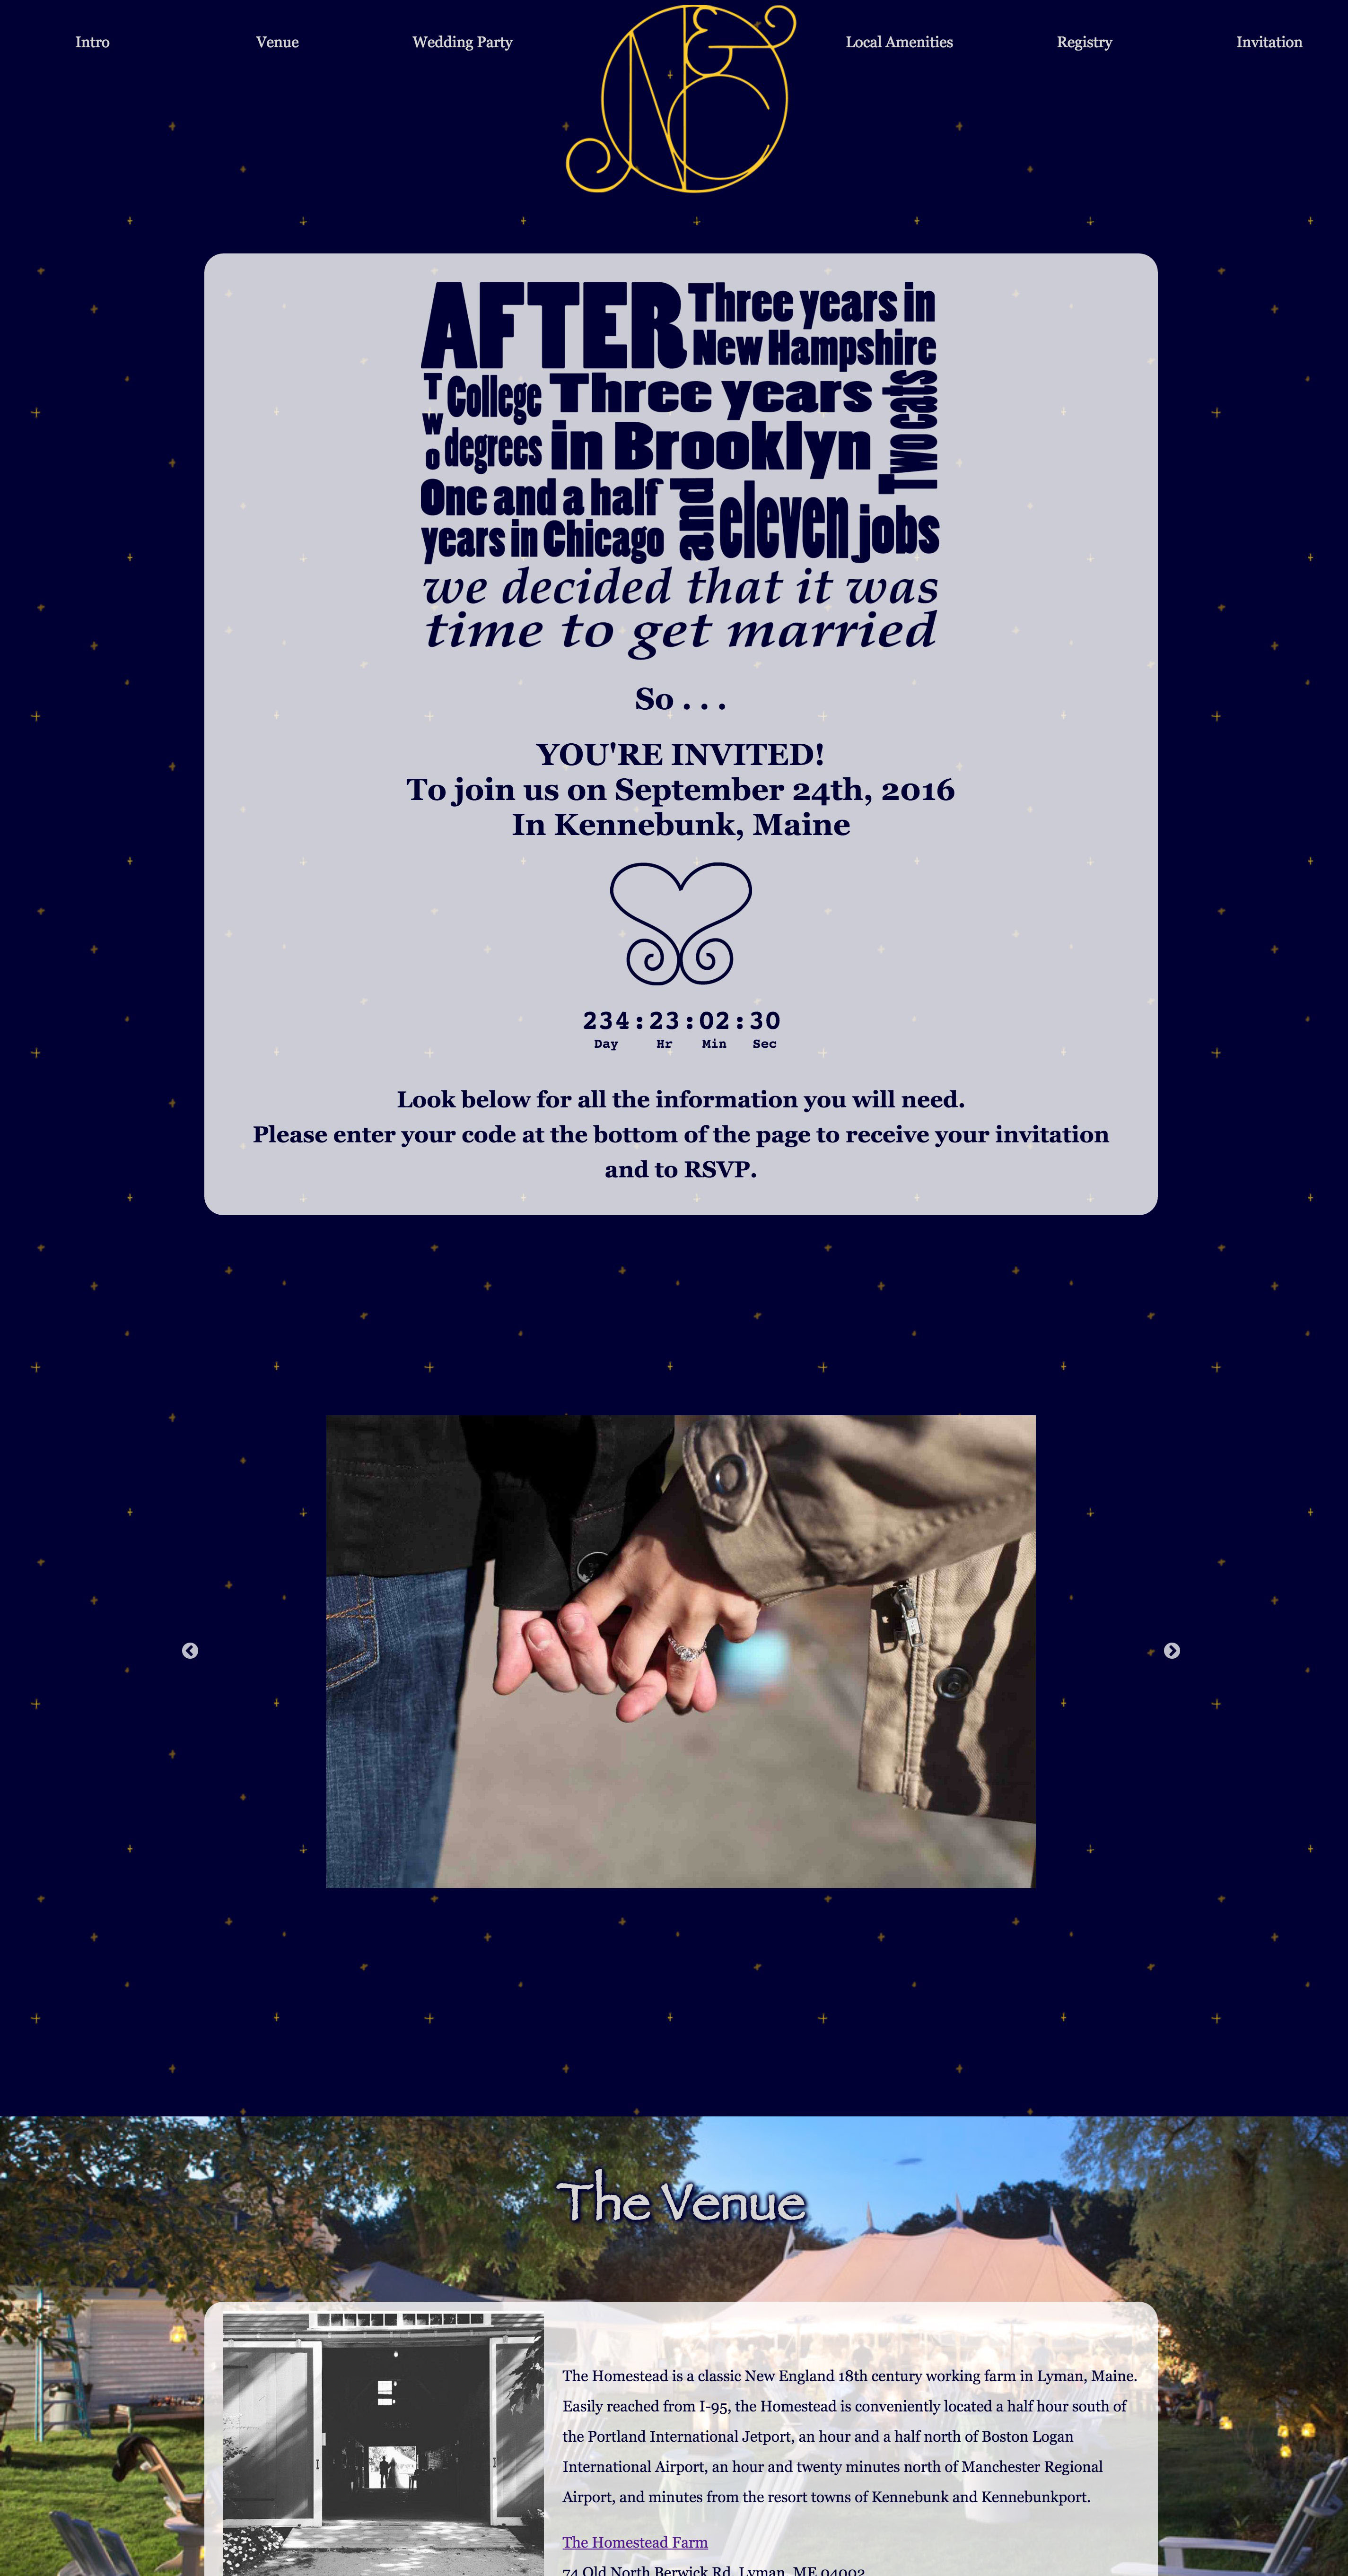 Intro
Venue
Wedding Party
N&C
Local Amenities
Registry
Invitation
AFTER
Three years in
New Hampshire
Two
College
degrees
Three years
in Brooklyn
Two cats
One and a half
years in Chicago
and
eleven jobs
we decided that it was
time to get married
So . . .
YOU'RE INVITED!
To join us on September 24th, 2016
In Kennebunk, Maine
234:23:02:30
Day Hr Min Sec
Look below for all the information you will need.
Please enter your code at the bottom of the page to receive your invitation
and to RSVP.
The Venue
The Homestead is a classic New England 18th century working farm in Lyman, Maine.
Easily reached from I-95, the Homestead is conveniently located a half hour south of
the Portland International Jetport, an hour and a half north of Boston Logan
International Airport, an hour and twenty minutes north of Manchester Regional
Airport, and minutes from the resort towns of Kennebunk and Kennebunkport.
The Homestead Farm
74 Old North Berwick Rd, Lyman, ME 04002